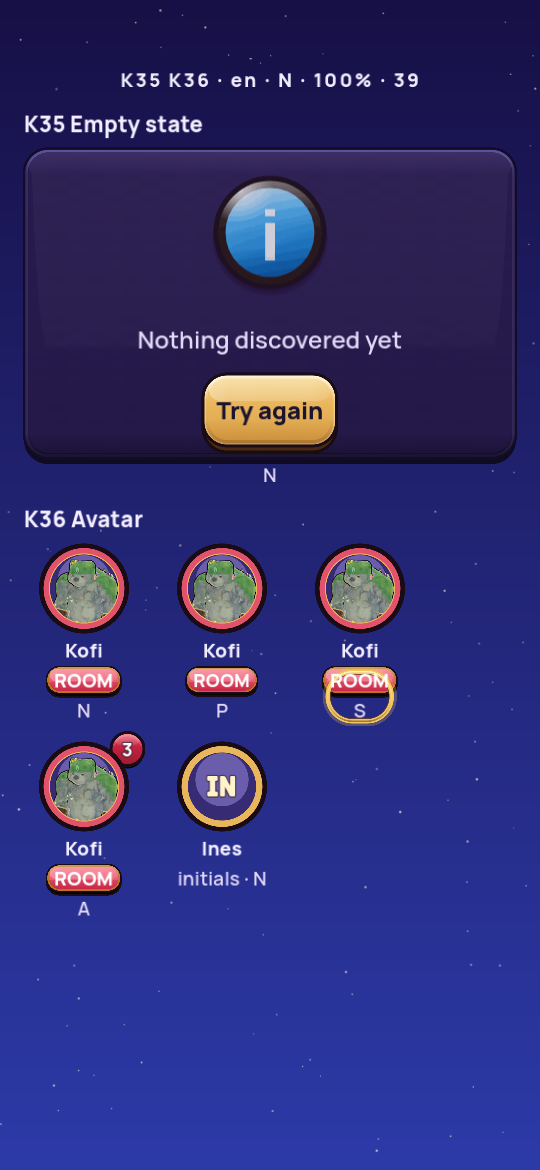 K35 K36 · en · N · 100% · 39
K35 Empty state
i
Nothing discovered yet
Try again
N
K36 Avatar
Kofi Kofi Kofi
ROOM ROOM ROOM
N P S
3
IN
Kofi Ines
ROOM initials · N
A